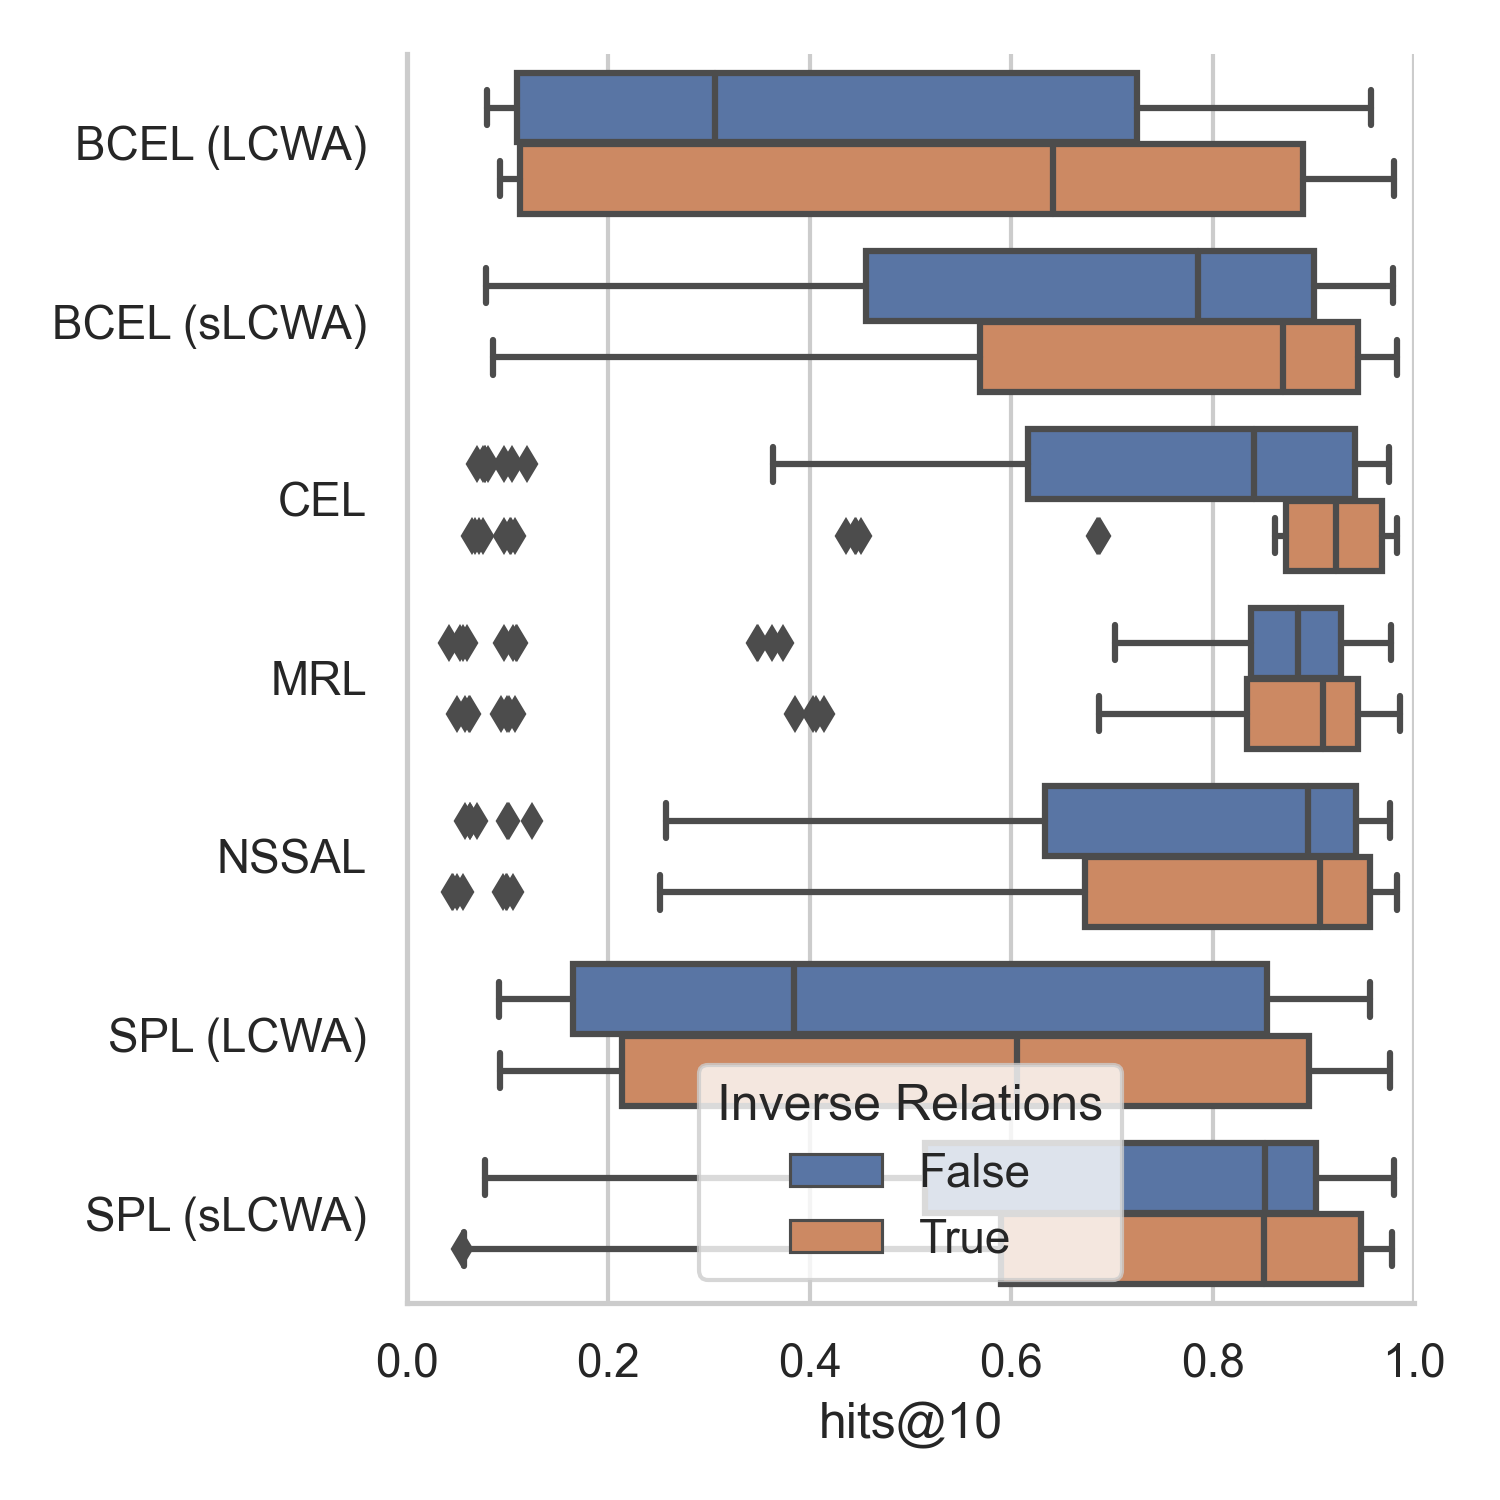 BCEL (LCWA)
BCEL (sLCWA)
CEL
MRL
NSSAL
SPL (LCWA)
SPL (sLCWA)
Inverse Relations
False
True
0.0 0.2 0.4 0.6 0.8 1.0
hits@10